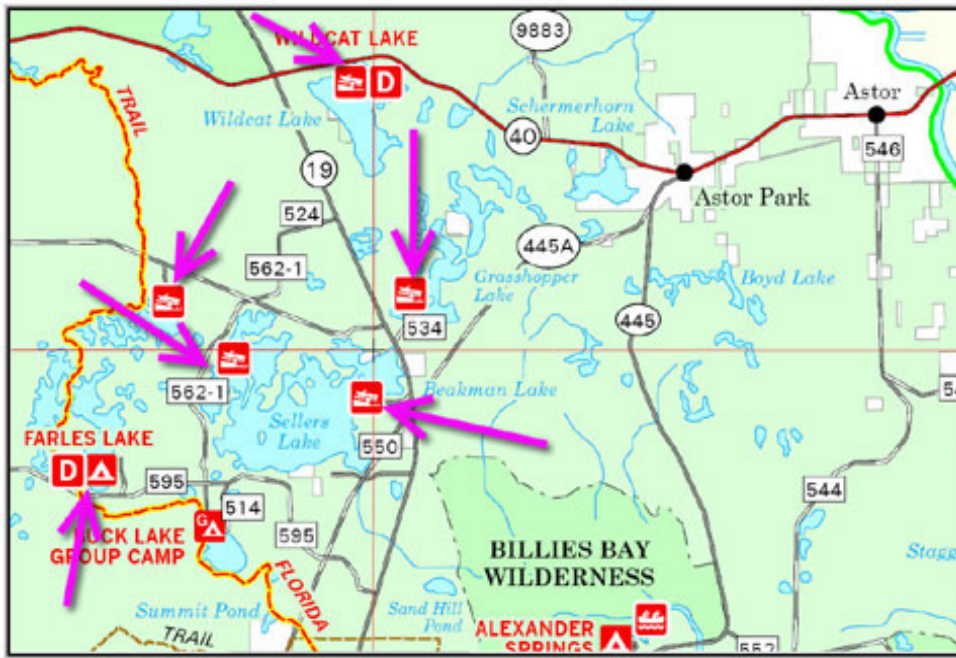 WILDCAT LAKE
9883
D
TRAIL
Wildcat Lake
Schermerhorn
Lake
Astor
40
546
19
Astor Park
524
445A
562-1
Grasshopper
Lake
Boyd Lake
534
445
562-1
Beakman Lake
Sellers
Lake
FARLES LAKE
550
D
595
544
514
G
BUCK LAKE
GROUP CAMP
595
BILLIES BAY
WILDERNESS
FLORIDA
Summit Pond
Sand Hill
Pond
TRAIL
ALEXANDER
SPRINGS
552